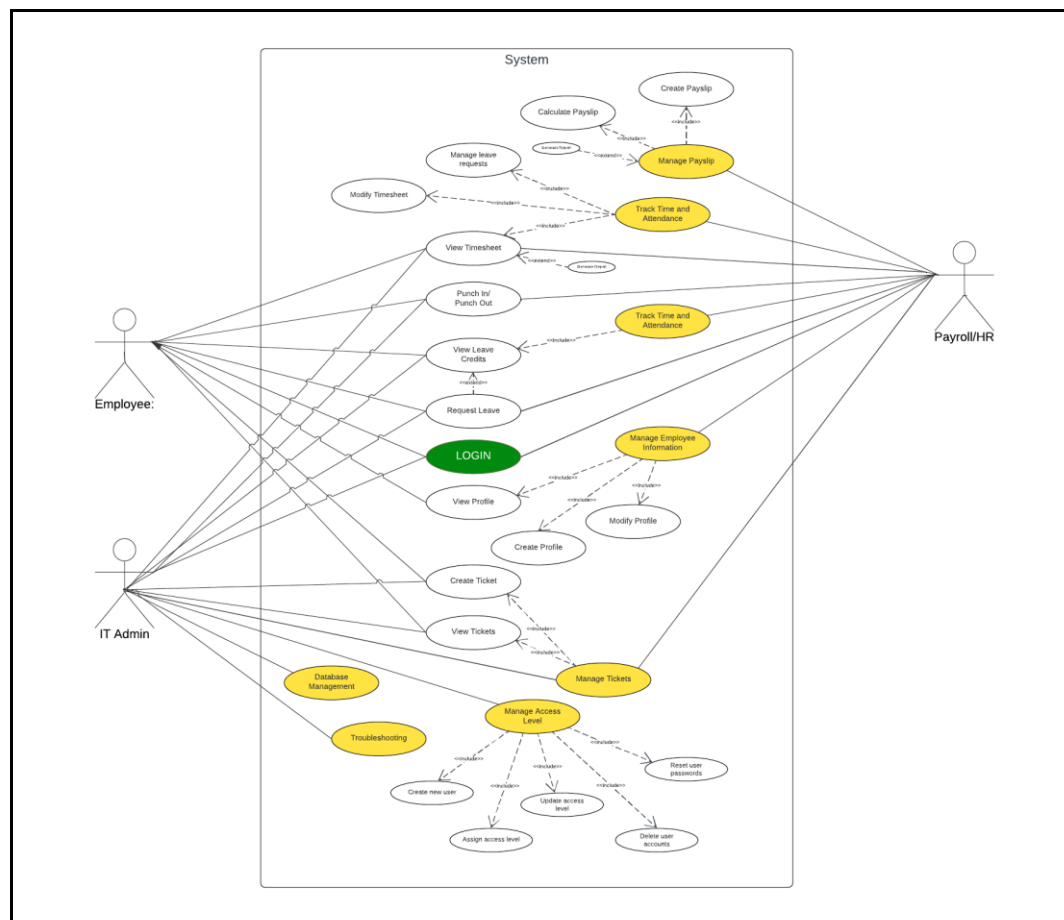 System
Create Payslip
Calculate Payslip
<<include>>
<<include>>
Generate Report
<<extend>>
Manage Payslip
Manage leave
requests
Modify Timesheet
<<include>>
<<include>>
Track Time and
Attendance
<<include>>
View Timesheet
<<extend>>
Generate Report
Punch In/
Punch Out
Track Time and
Attendance
Payroll/HR
<<include>>
View Leave
Credits
Employee:
<<extend>>
Request Leave
Manage Employee
Information
LOGIN
<<include>>
<<include>>
<<include>>
View Profile
Modify Profile
Create Profile
Create Ticket
IT Admin
View Tickets
<<include>>
<<include>>
Database
Management
Manage Tickets
Manage Access
Level
Troubleshooting
<<include>>
<<include>>
<<include>>
<<include>>
<<include>>
Reset user
passwords
Create new user
Update access
level
Assign access level
Delete user
accounts